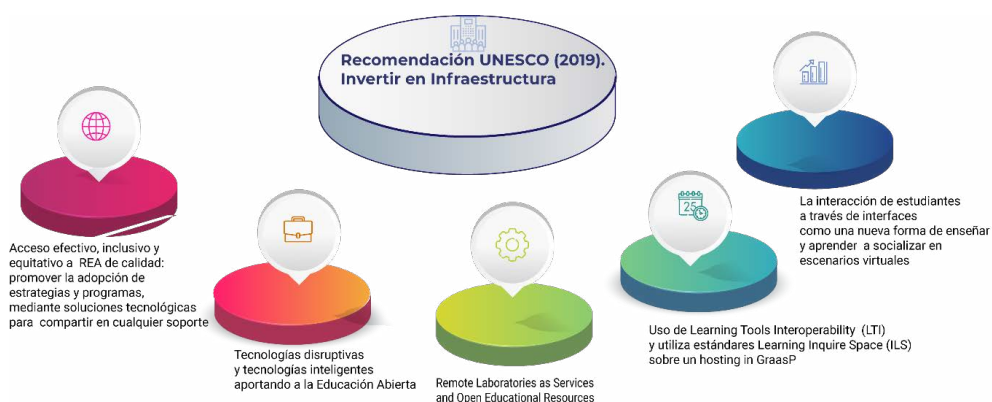 Recomendación UNESCO (2019).
Invertir en Infraestructura
Acceso efectivo, inclusivo y
equitativo a REA de calidad:
promover la adopción de
estrategias y programas,
mediante soluciones tecnológicas
para compartir en cualquier soporte
Tecnologías disruptivas
y tecnologías inteligentes
aportando a la Educación Abierta
Remote Laboratories as Services
and Open Educational Resources
25
Uso de Learning Tools Interoperability (LTI)
y utiliza estándares Learning Inquire Space (ILS)
sobre un hosting in GraasP
La interacción de estudiantes
a través de interfaces
como una nueva forma de enseñar
y aprender a socializar en
escenarios virtuales